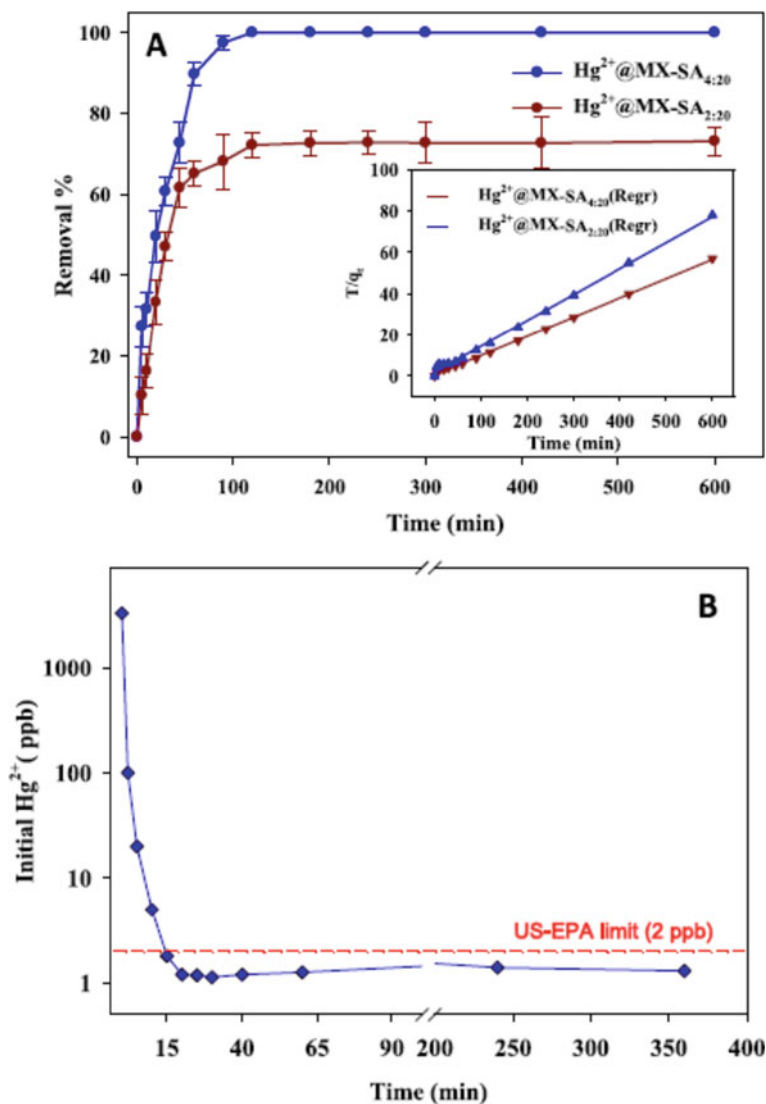 A
100
80
60
40
20
0
Removal %
Hg²⁺@MX-SA₄:₂₀
Hg²⁺@MX-SA₂:₂₀
100
80
60
40
20
0
T/qₜ
Hg²⁺@MX-SA₄:₂₀(Regr)
Hg²⁺@MX-SA₂:₂₀(Regr)
0 100 200 300 400 500 600
Time (min)
0 100 200 300 400 500 600
Time (min)
B
1000
100
10
1
Initial Hg²⁺( ppb)
US-EPA limit (2 ppb)
15 40 65 90 200 250 300 350 400
Time (min)